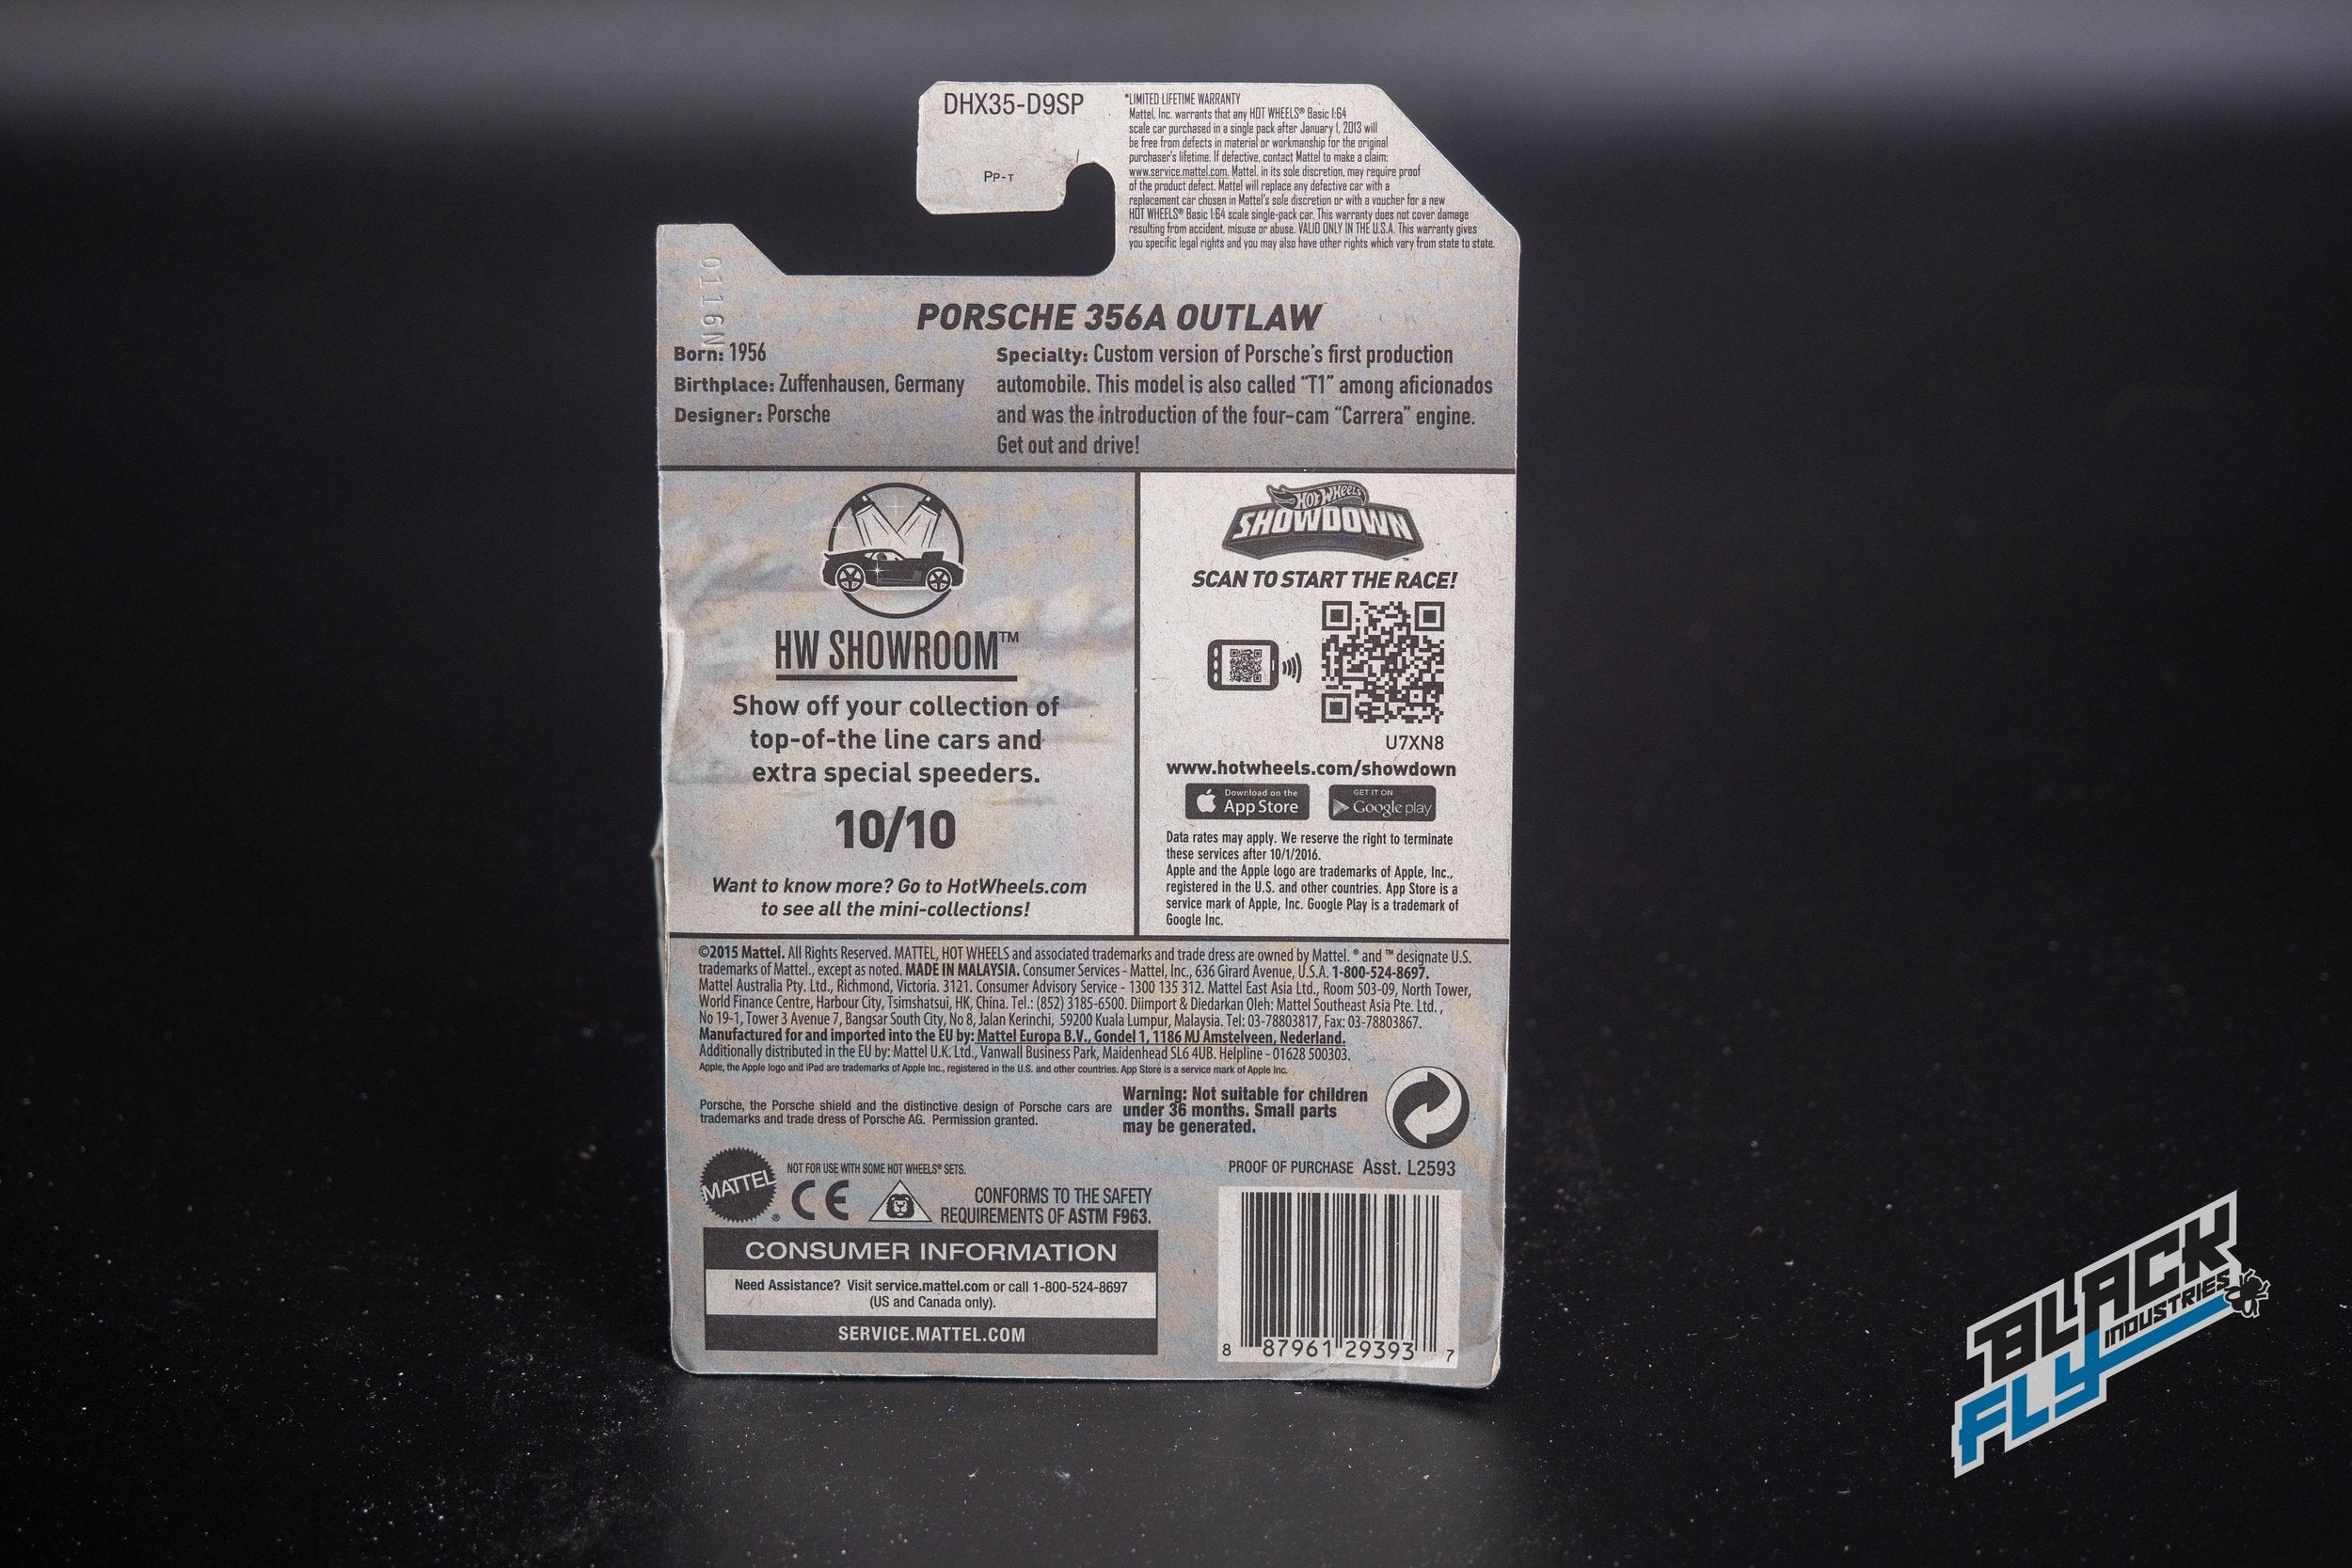 DHX35-D9SP
Pp-T
*LIMITED LIFETIME WARRANTY
Mattel, Inc. warrants that any HOT WHEELS® Basic 1:64
scale car purchased in a single pack after January 1, 2013 will
be free from defects in material or workmanship for the original
purchaser's lifetime. If defective, contact Mattel to make a claim:
www.service.mattel.com. Mattel, in its sole discretion, may require proof
of the product defect. Mattel will replace any defective car with a
replacement car chosen in Mattel's sole discretion or with a voucher for a new
HOT WHEELS® Basic 1:64 scale single-pack car. This warranty does not cover damage
resulting from accident, misuse or abuse. VALID ONLY IN THE U.S.A. This warranty gives
you specific legal rights and you may also have other rights which vary from state to state.
0116N
PORSCHE 356A OUTLAW
Born: 1956
Birthplace: Zuffenhausen, Germany
Designer: Porsche
Specialty: Custom version of Porsche's first production
automobile. This model is also called “T1” among aficionados
and was the introduction of the four-cam “Carrera” engine.
Get out and drive!
HW SHOWROOM™
Show off your collection of
top-of-the line cars and
extra special speeders.
10/10
Want to know more? Go to HotWheels.com
to see all the mini-collections!
HOT WHEELS
SHOWDOWN™
SCAN TO START THE RACE!
U7XN8
www.hotwheels.com/showdown
Download on the
App Store
GET IT ON
Google play
Data rates may apply. We reserve the right to terminate
these services after 10/1/2016.
Apple and the Apple logo are trademarks of Apple, Inc.,
registered in the U.S. and other countries. App Store is a
service mark of Apple, Inc. Google Play is a trademark of
Google Inc.
©2015 Mattel. All Rights Reserved. MATTEL, HOT WHEELS and associated trademarks and trade dress are owned by Mattel. ® and ™ designate U.S.
trademarks of Mattel., except as noted. MADE IN MALAYSIA. Consumer Services - Mattel, Inc., 636 Girard Avenue, U.S.A. 1-800-524-8697.
Mattel Australia Pty. Ltd., Richmond, Victoria. 3121. Consumer Advisory Service - 1300 135 312. Mattel East Asia Ltd., Room 503-09, North Tower,
World Finance Centre, Harbour City, Tsimshatsui, HK, China. Tel.: (852) 3185-6500. Diimport & Diedarkan Oleh: Mattel Southeast Asia Pte. Ltd.,
No 19-1, Tower 3 Avenue 7, Bangsar South City, No 8, Jalan Kerinchi, 59200 Kuala Lumpur, Malaysia. Tel: 03-78803817, Fax: 03-78803867.
Manufactured for and imported into the EU by: Mattel Europa B.V., Gondel 1, 1186 MJ Amstelveen, Nederland.
Additionally distributed in the EU by: Mattel U.K. Ltd., Vanwall Business Park, Maidenhead SL6 4UB. Helpline - 01628 500303.
Apple, the Apple logo and iPad are trademarks of Apple Inc., registered in the U.S. and other countries. App Store is a service mark of Apple Inc.
Porsche, the Porsche shield and the distinctive design of Porsche cars are
trademarks and trade dress of Porsche AG. Permission granted.
Warning: Not suitable for children
under 36 months. Small parts
may be generated.
MATTEL®
NOT FOR USE WITH SOME HOT WHEELS® SETS.
CE
CONFORMS TO THE SAFETY
REQUIREMENTS OF ASTM F963.
PROOF OF PURCHASE Asst. L2593
CONSUMER INFORMATION
Need Assistance? Visit service.mattel.com or call 1-800-524-8697
(US and Canada only).
SERVICE.MATTEL.COM
8 87961 29393 7
BLACK
FLY
INDUSTRIES